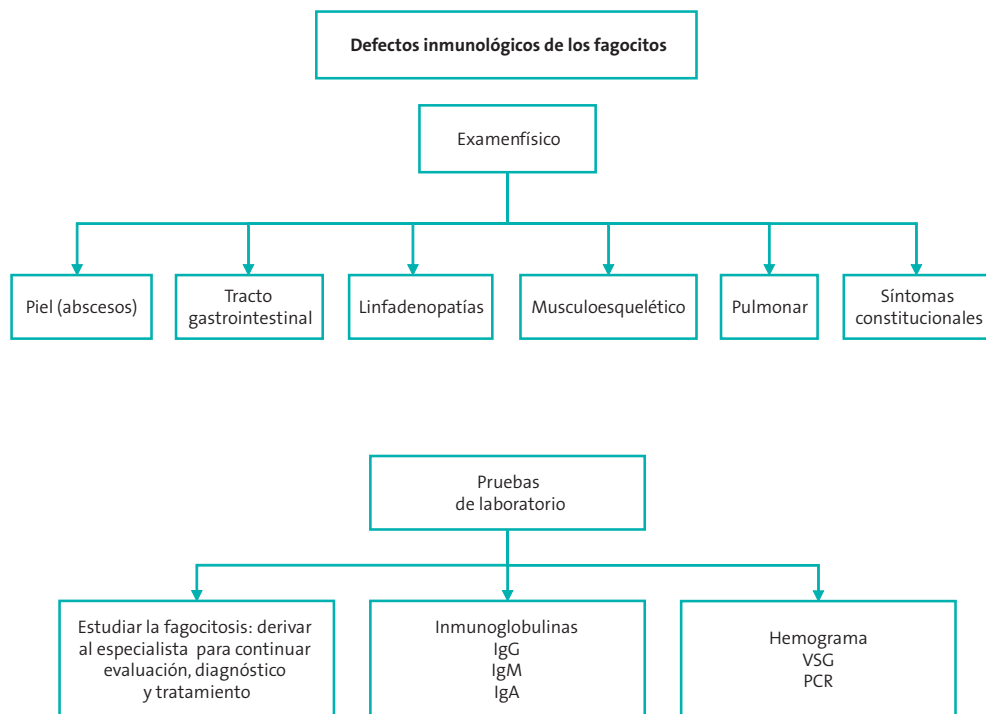 Defectos inmunológicos de los fagocitos
Examenfísico
Piel (abscesos)
Tracto
gastrointestinal
Linfadenopatías
Musculoesquelético
Pulmonar
Síntomas
constitucionales
Pruebas
de laboratorio
Estudiar la fagocitosis: derivar
al especialista para continuar
evaluación, diagnóstico
y tratamiento
Inmunoglobulinas
IgG
IgM
IgA
Hemograma
VSG
PCR